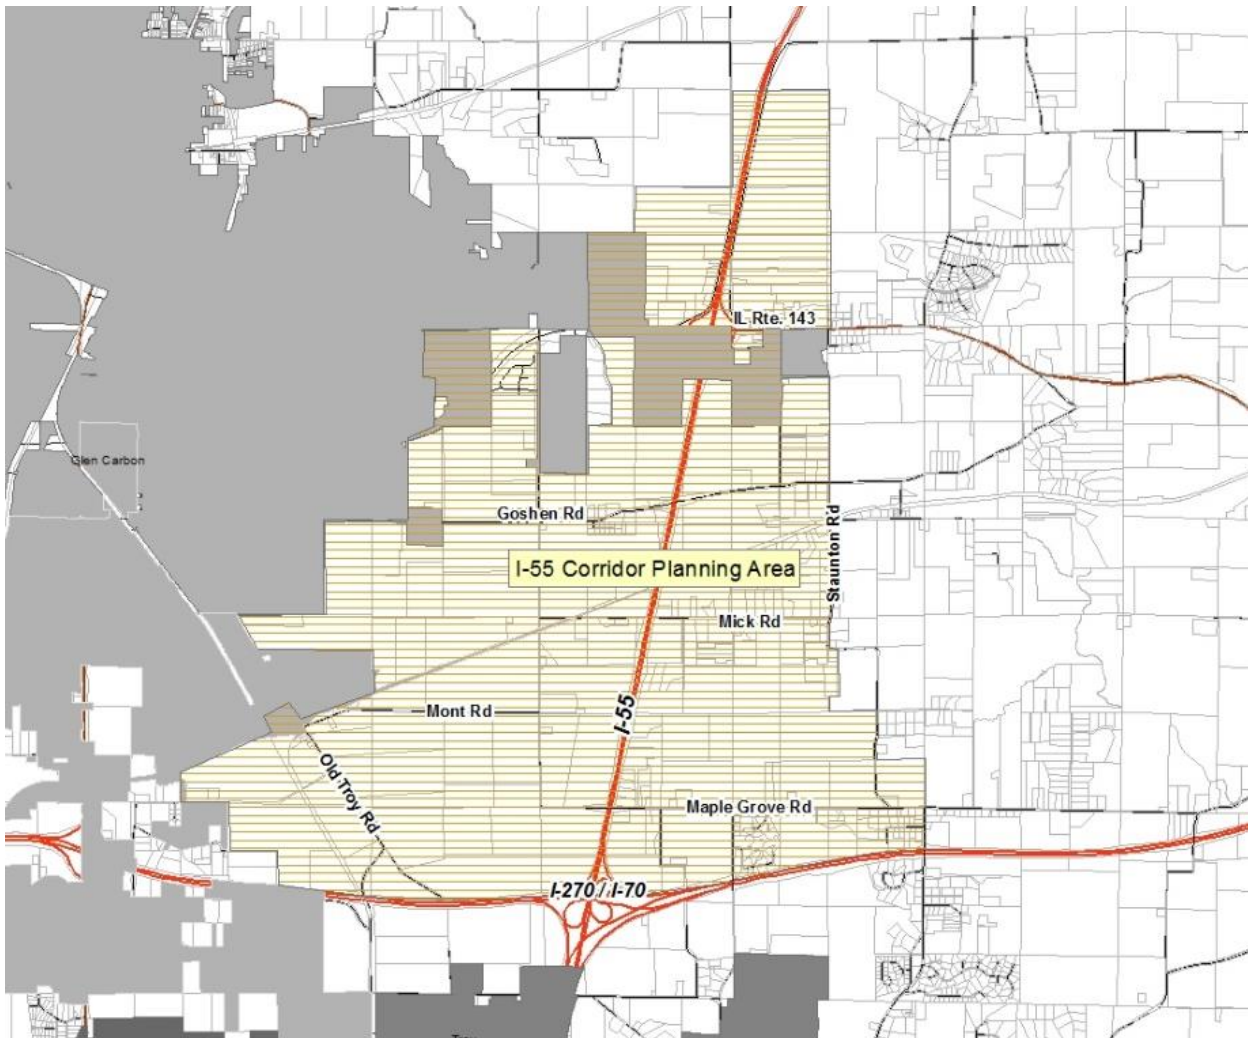 IL Rte. 143
Glen Carbon
Goshen Rd
Staunton Rd
I-55 Corridor Planning Area
Mick Rd
Mont Rd
I-55
Old Troy Rd
Maple Grove Rd
I-270 / I-70